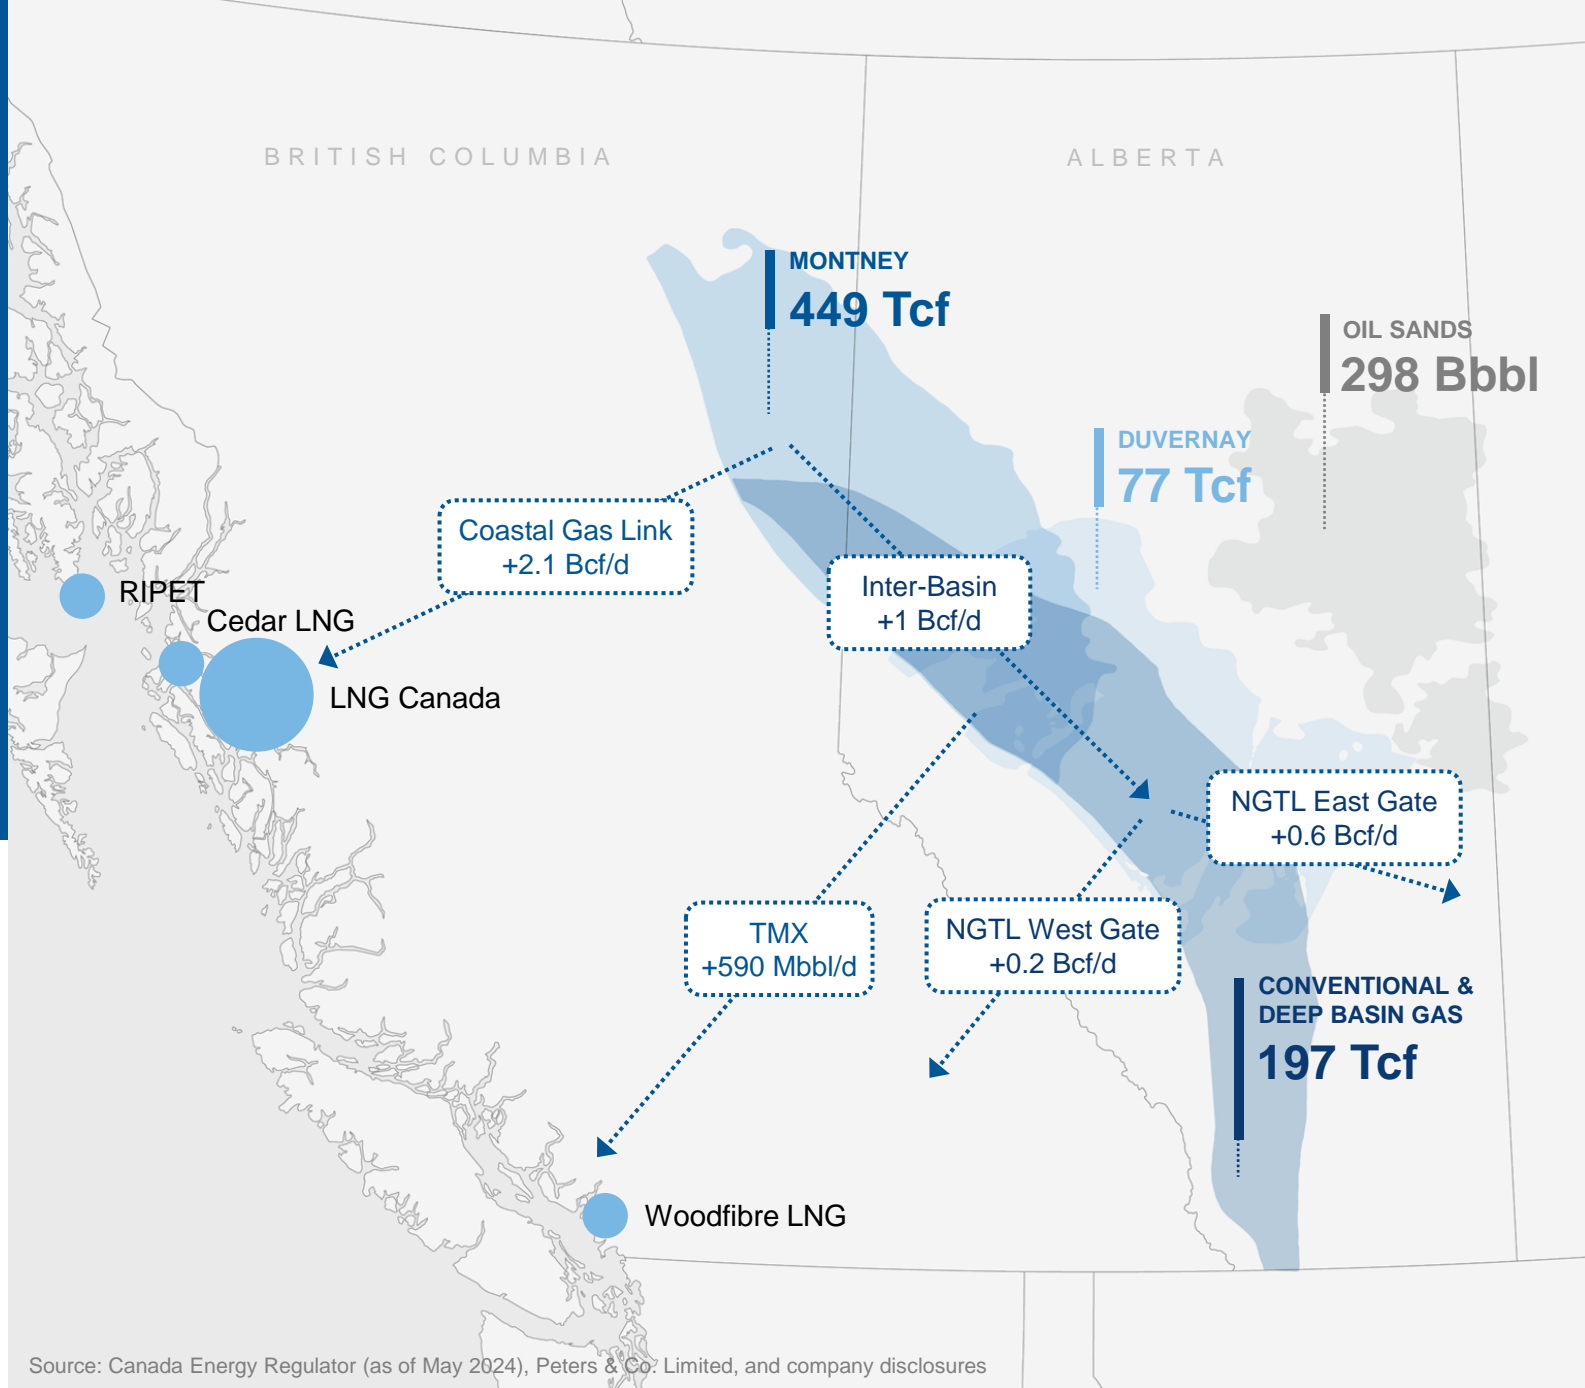 BRITISH COLUMBIA
ALBERTA
MONTNEY
449 Tcf
OIL SANDS
298 Bbbl
DUVERNAY
77 Tcf
Coastal Gas Link
+2.1 Bcf/d
Inter-Basin
+1 Bcf/d
RIPET
Cedar LNG
LNG Canada
NGTL East Gate
+0.6 Bcf/d
TMX
+590 Mbbl/d
NGTL West Gate
+0.2 Bcf/d
CONVENTIONAL &
DEEP BASIN GAS
197 Tcf
Woodfibre LNG
Source: Canada Energy Regulator (as of May 2024), Peters & Co. Limited, and company disclosures